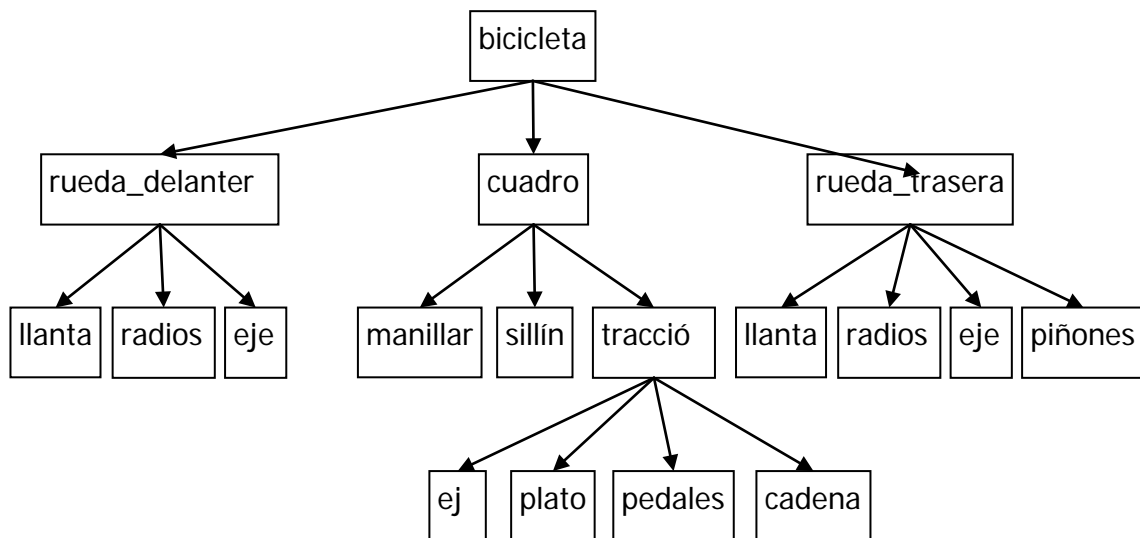 bicicleta
rueda_delanter
cuadro
rueda_trasera
llanta
radios
eje
manillar
sillín
tracció
llanta
radios
eje
piñones
ej
plato
pedales
cadena